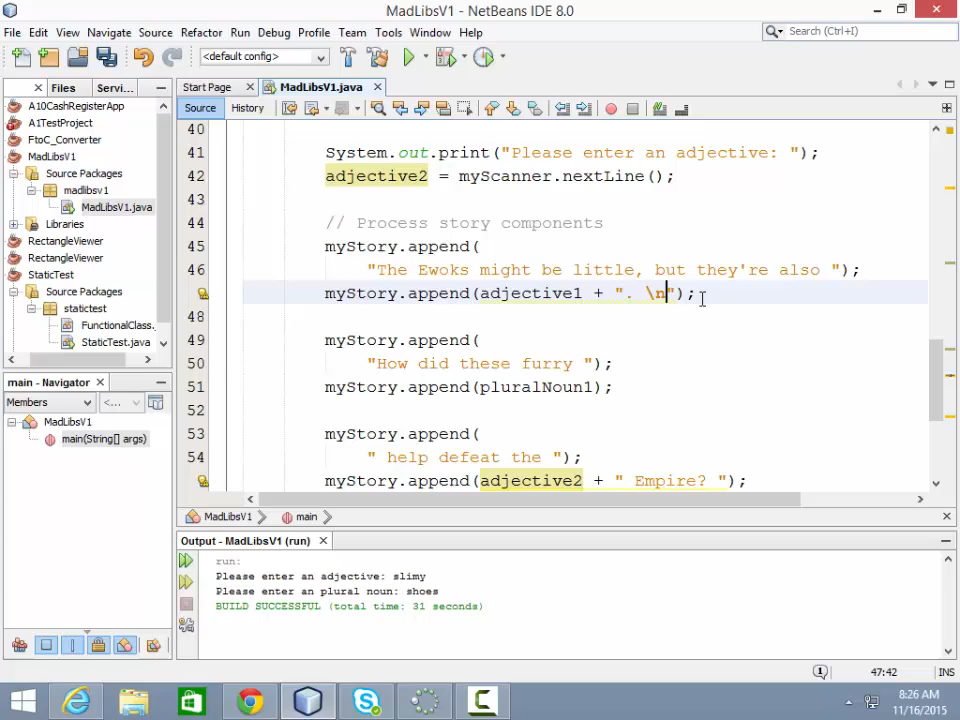 MadLibsV1 - NetBeans IDE 8.0
File Edit View Navigate Source Refactor Run Debug Profile Team Tools Window Help
Search (Ctrl+I)
<default config>
Files Servi...
Start Page MadLibsV1.java
Source History
A10CashRegisterApp
A1TestProject
FtoC_Converter
MadLibsV1
Source Packages
madlibsv1
MadLibsV1.java
Libraries
RectangleViewer
RectangleViewer
StaticTest
Source Packages
statictest
FunctionalClass.
StaticTest.java
main - Navigator
Members <...>
MadLibsV1
main(String[] args)
40
41 System.out.print("Please enter an adjective: ");
42 adjective2 = myScanner.nextLine();
43
44 // Process story components
45 myStory.append(
46 "The Ewoks might be little, but they're also ");
myStory.append(adjective1 + ". \n");
48
49 myStory.append(
50 "How did these furry ");
51 myStory.append(pluralNoun1);
52
53 myStory.append(
54 " help defeat the ");
myStory.append(adjective2 + " Empire? ");
MadLibsV1 main
Output - MadLibsV1 (run)
run:
Please enter an adjective: slimy
Please enter an plural noun: shoes
BUILD SUCCESSFUL (total time: 31 seconds)
1 47:42 INS
8:26 AM
11/16/2015